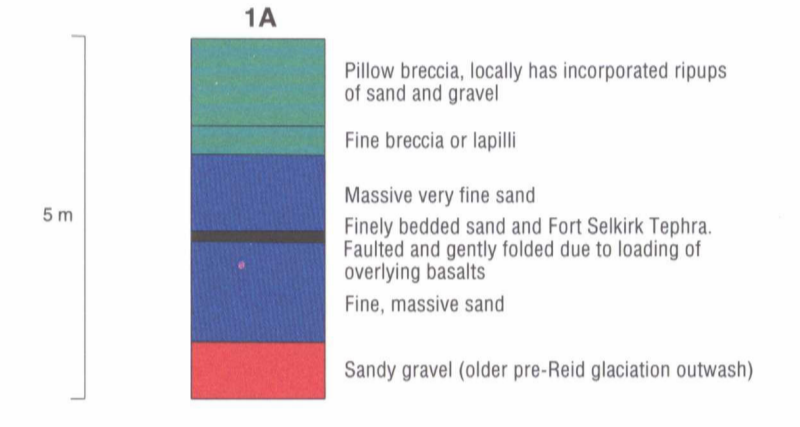 1A
Pillow breccia, locally has incorporated ripups
of sand and gravel
Fine breccia or lapilli
Massive very fine sand
5 m
Finely bedded sand and Fort Selkirk Tephra.
Faulted and gently folded due to loading of
overlying basalts
Fine, massive sand
Sandy gravel (older pre-Reid glaciation outwash)